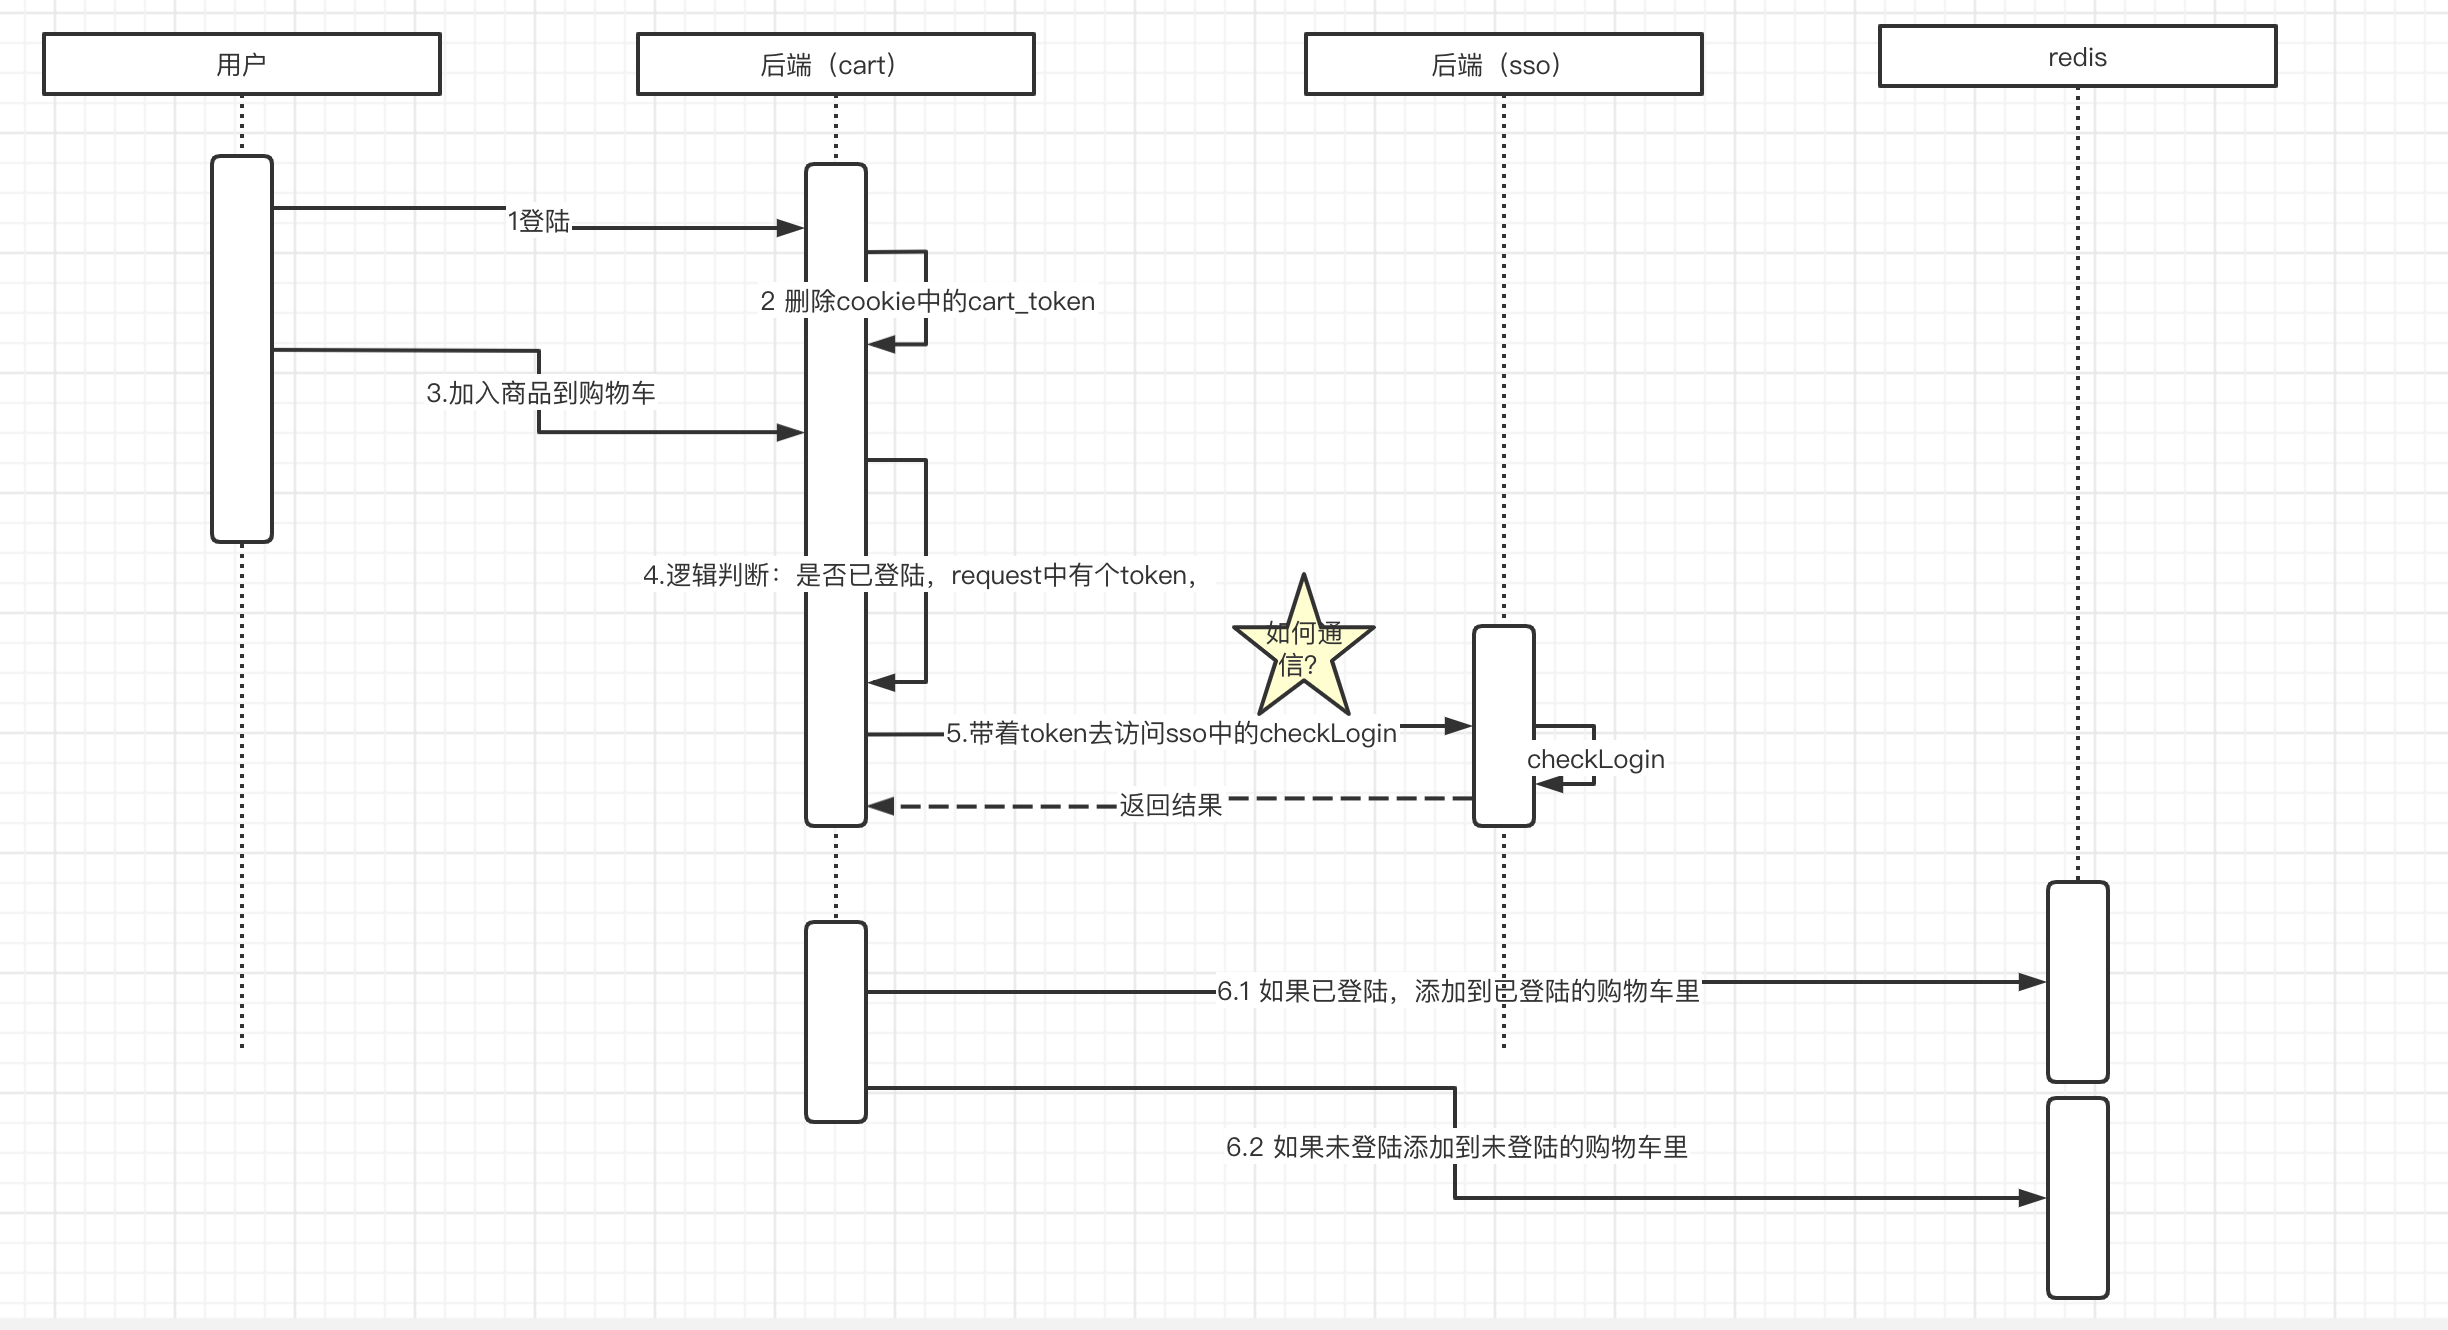 用户
后端（cart）
后端（sso）
redis
1登陆
2 删除cookie中的cart_token
3.加入商品到购物车
4.逻辑判断：是否已登陆，request中有个token，
如何通
信？
5.带着token去访问sso中的checkLogin
checkLogin
返回结果
6.1 如果已登陆，添加到已登陆的购物车里
6.2 如果未登陆添加到未登陆的购物车里